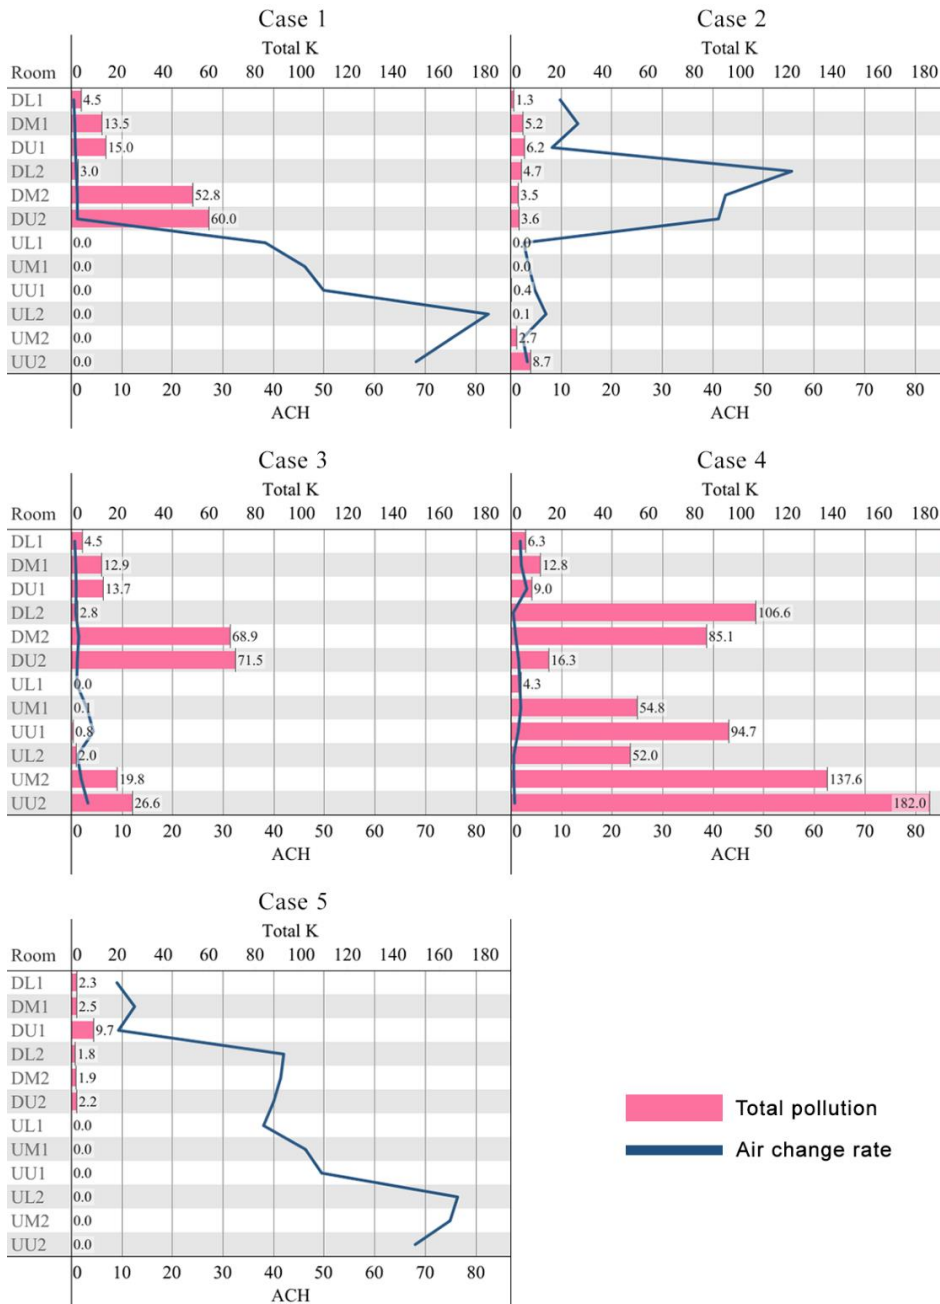 Case 1
Total K
Room 0 20 40 60 80 100 120 140 160 180
DL1 4.5
DM1 13.5
DU1 15.0
DL2 3.0
DM2 52.8
DU2 60.0
UL1 0.0
UM1 0.0
UU1 0.0
UL2 0.0
UM2 0.0
UU2 0.0
0 10 20 30 40 50 60 70 80
ACH
Case 2
Total K
0 20 40 60 80 100 120 140 160 180
1.3
5.2
6.2
4.7
3.5
3.6
0.0
0.0
0.4
0.1
2.7
8.7
0 10 20 30 40 50 60 70 80
ACH
Case 3
Total K
Room 0 20 40 60 80 100 120 140 160 180
DL1 4.5
DM1 12.9
DU1 13.7
DL2 2.8
DM2 68.9
DU2 71.5
UL1 0.0
UM1 0.1
UU1 0.8
UL2 2.0
UM2 19.8
UU2 26.6
0 10 20 30 40 50 60 70 80
ACH
Case 4
Total K
0 20 40 60 80 100 120 140 160 180
6.3
12.8
9.0
106.6
85.1
16.3
4.3
54.8
94.7
52.0
137.6
182.0
0 10 20 30 40 50 60 70 80
ACH
Case 5
Total K
Room 0 20 40 60 80 100 120 140 160 180
DL1 2.3
DM1 2.5
DU1 9.7
DL2 1.8
DM2 1.9
DU2 2.2
UL1 0.0
UM1 0.0
UU1 0.0
UL2 0.0
UM2 0.0
UU2 0.0
0 10 20 30 40 50 60 70 80
ACH
Total pollution
Air change rate